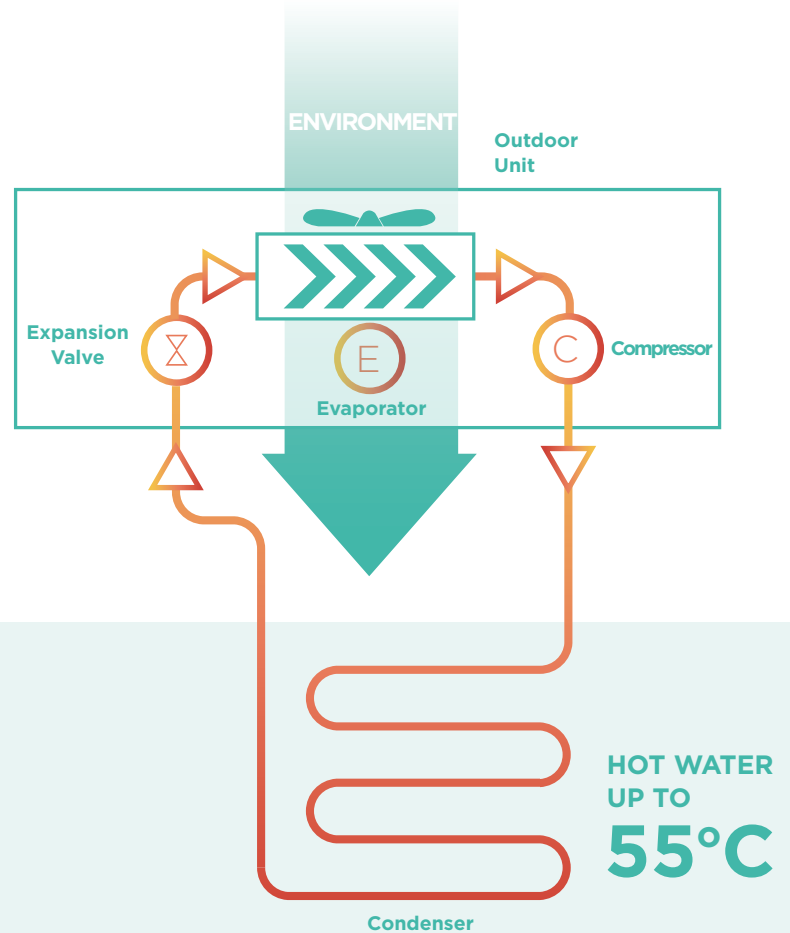 ENVIRONMENT
Outdoor
Unit
Expansion
Valve
E
Evaporator
C
Compressor
HOT WATER
UP TO
55°C
Condenser